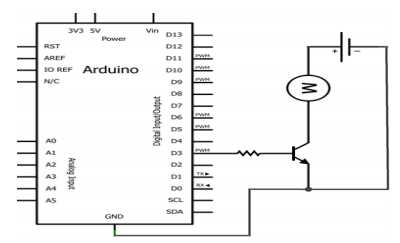 3V3 5V Vin
Power
Arduino
RST
AREF
IO REF
N/C
A0
A1
A2
A3
A4
A5
Analog Input
Digital Input/Output
D13
D12
D11 PWM
D10 PWM
D9 PWM
D8
D7
D6 PWM
D5 PWM
D4
D3 PWM
D2
D1 TX ►
D0 RX ◄
SCL
SDA
GND
M
+ −